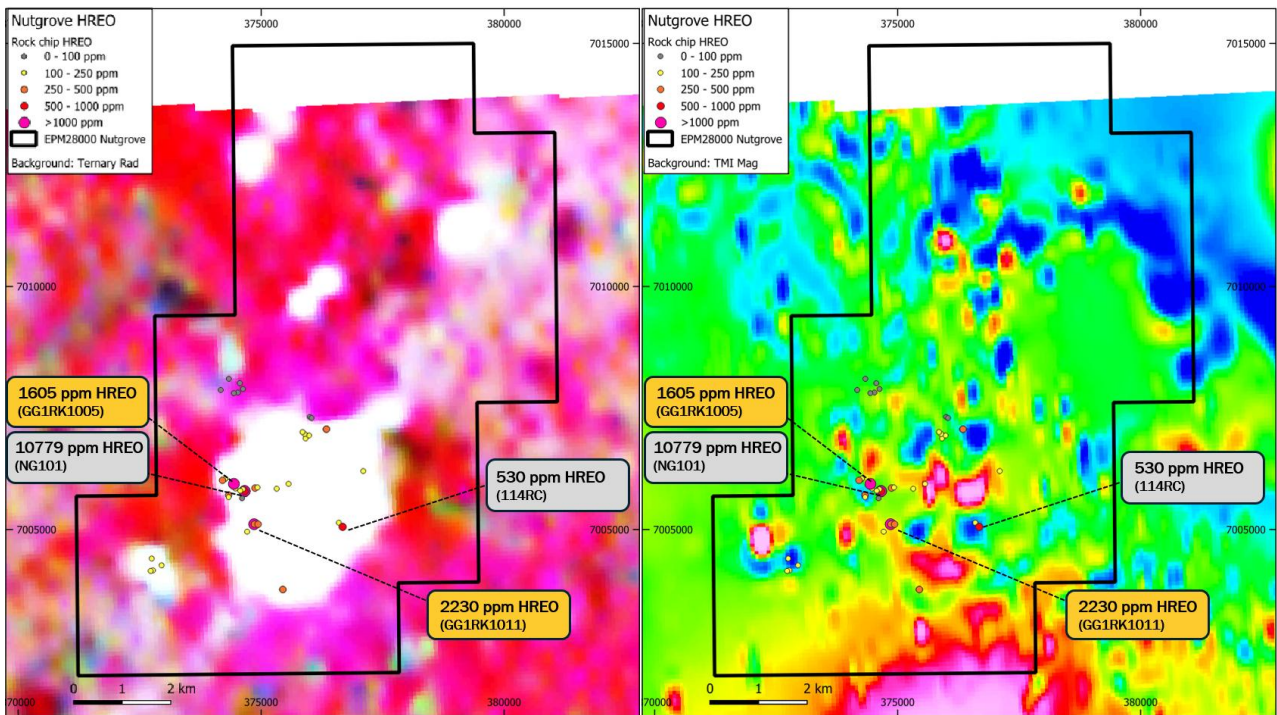 Nutgrove HREO
Rock chip HREO
0 - 100 ppm
100 - 250 ppm
250 - 500 ppm
500 - 1000 ppm
>1000 ppm
EPM28000 Nutgrove
Background: Ternary Rad
375000
380000
7015000
7010000
7005000
1605 ppm HREO
(GG1RK1005)
10779 ppm HREO
(NG101)
530 ppm HREO
(114RC)
2230 ppm HREO
(GG1RK1011)
0 1 2 km
70000
375000
380000
Nutgrove HREO
Rock chip HREO
0 - 100 ppm
100 - 250 ppm
250 - 500 ppm
500 - 1000 ppm
>1000 ppm
EPM28000 Nutgrove
Background: TMI Mag
375000
380000
7015000
7010000
7005000
1605 ppm HREO
(GG1RK1005)
10779 ppm HREO
(NG101)
530 ppm HREO
(114RC)
2230 ppm HREO
(GG1RK1011)
0 1 2 km
70000
375000
380000